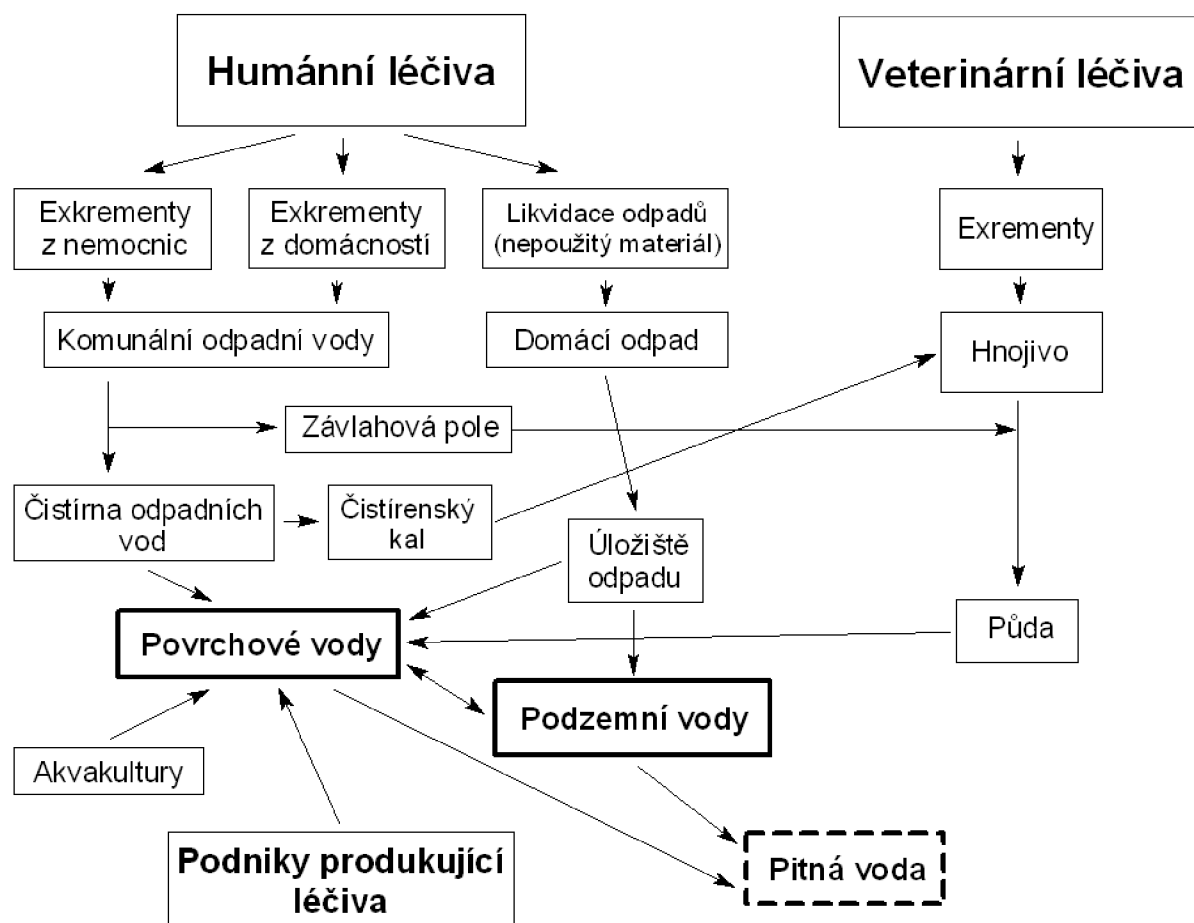 Humánní léčiva
Veterinární léčiva
Exkrementy
z nemocnic
Exkrementy
z domácností
Likvidace odpadů
(nepoužitý materiál)
Exrementy
Komunální odpadní vody
Domácí odpad
Hnojivo
Závlahová pole
Čistírna odpadních
vod
Čistírenský
kal
Úložiště
odpadu
Povrchové vody
Půda
Podzemní vody
Akvakultury
Podniky produkující
léčiva
Pitná voda